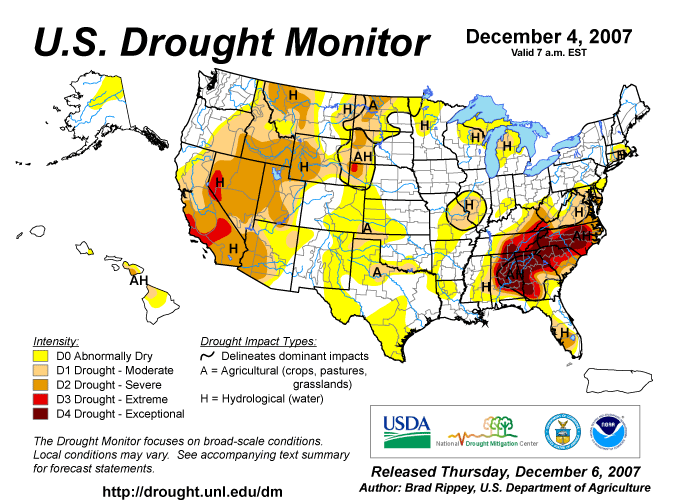 U.S. Drought Monitor
December 4, 2007
Valid 7 a.m. EST
H
H
A
H
H
H
AH
H
H
H
H
H
H
A
A
H
AH
AH
H
Intensity:
D0 Abnormally Dry
D1 Drought - Moderate
D2 Drought - Severe
D3 Drought - Extreme
D4 Drought - Exceptional
Drought Impact Types:
Delineates dominant impacts
A = Agricultural (crops, pastures,
grasslands)
H = Hydrological (water)
The Drought Monitor focuses on broad-scale conditions.
Local conditions may vary. See accompanying text summary
for forecast statements.
http://drought.unl.edu/dm
USDA
National Drought Mitigation Center
NOAA
Released Thursday, December 6, 2007
Author: Brad Rippey, U.S. Department of Agriculture